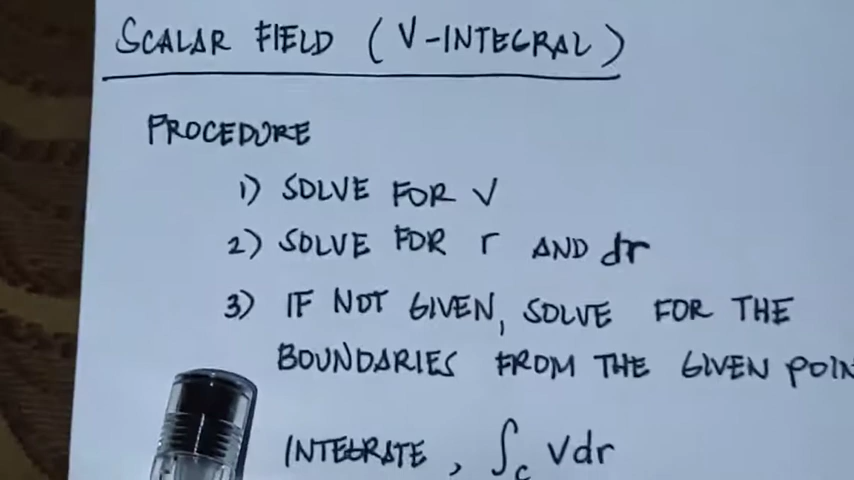 SCALAR FIELD (V-INTEGRAL)
PROCEDURE
1) SOLVE FOR V
2) SOLVE FOR r AND dr
3) IF NOT GIVEN, SOLVE FOR THE
BOUNDARIES FROM THE GIVEN POIN
INTEGRATE, ∫c Vdr